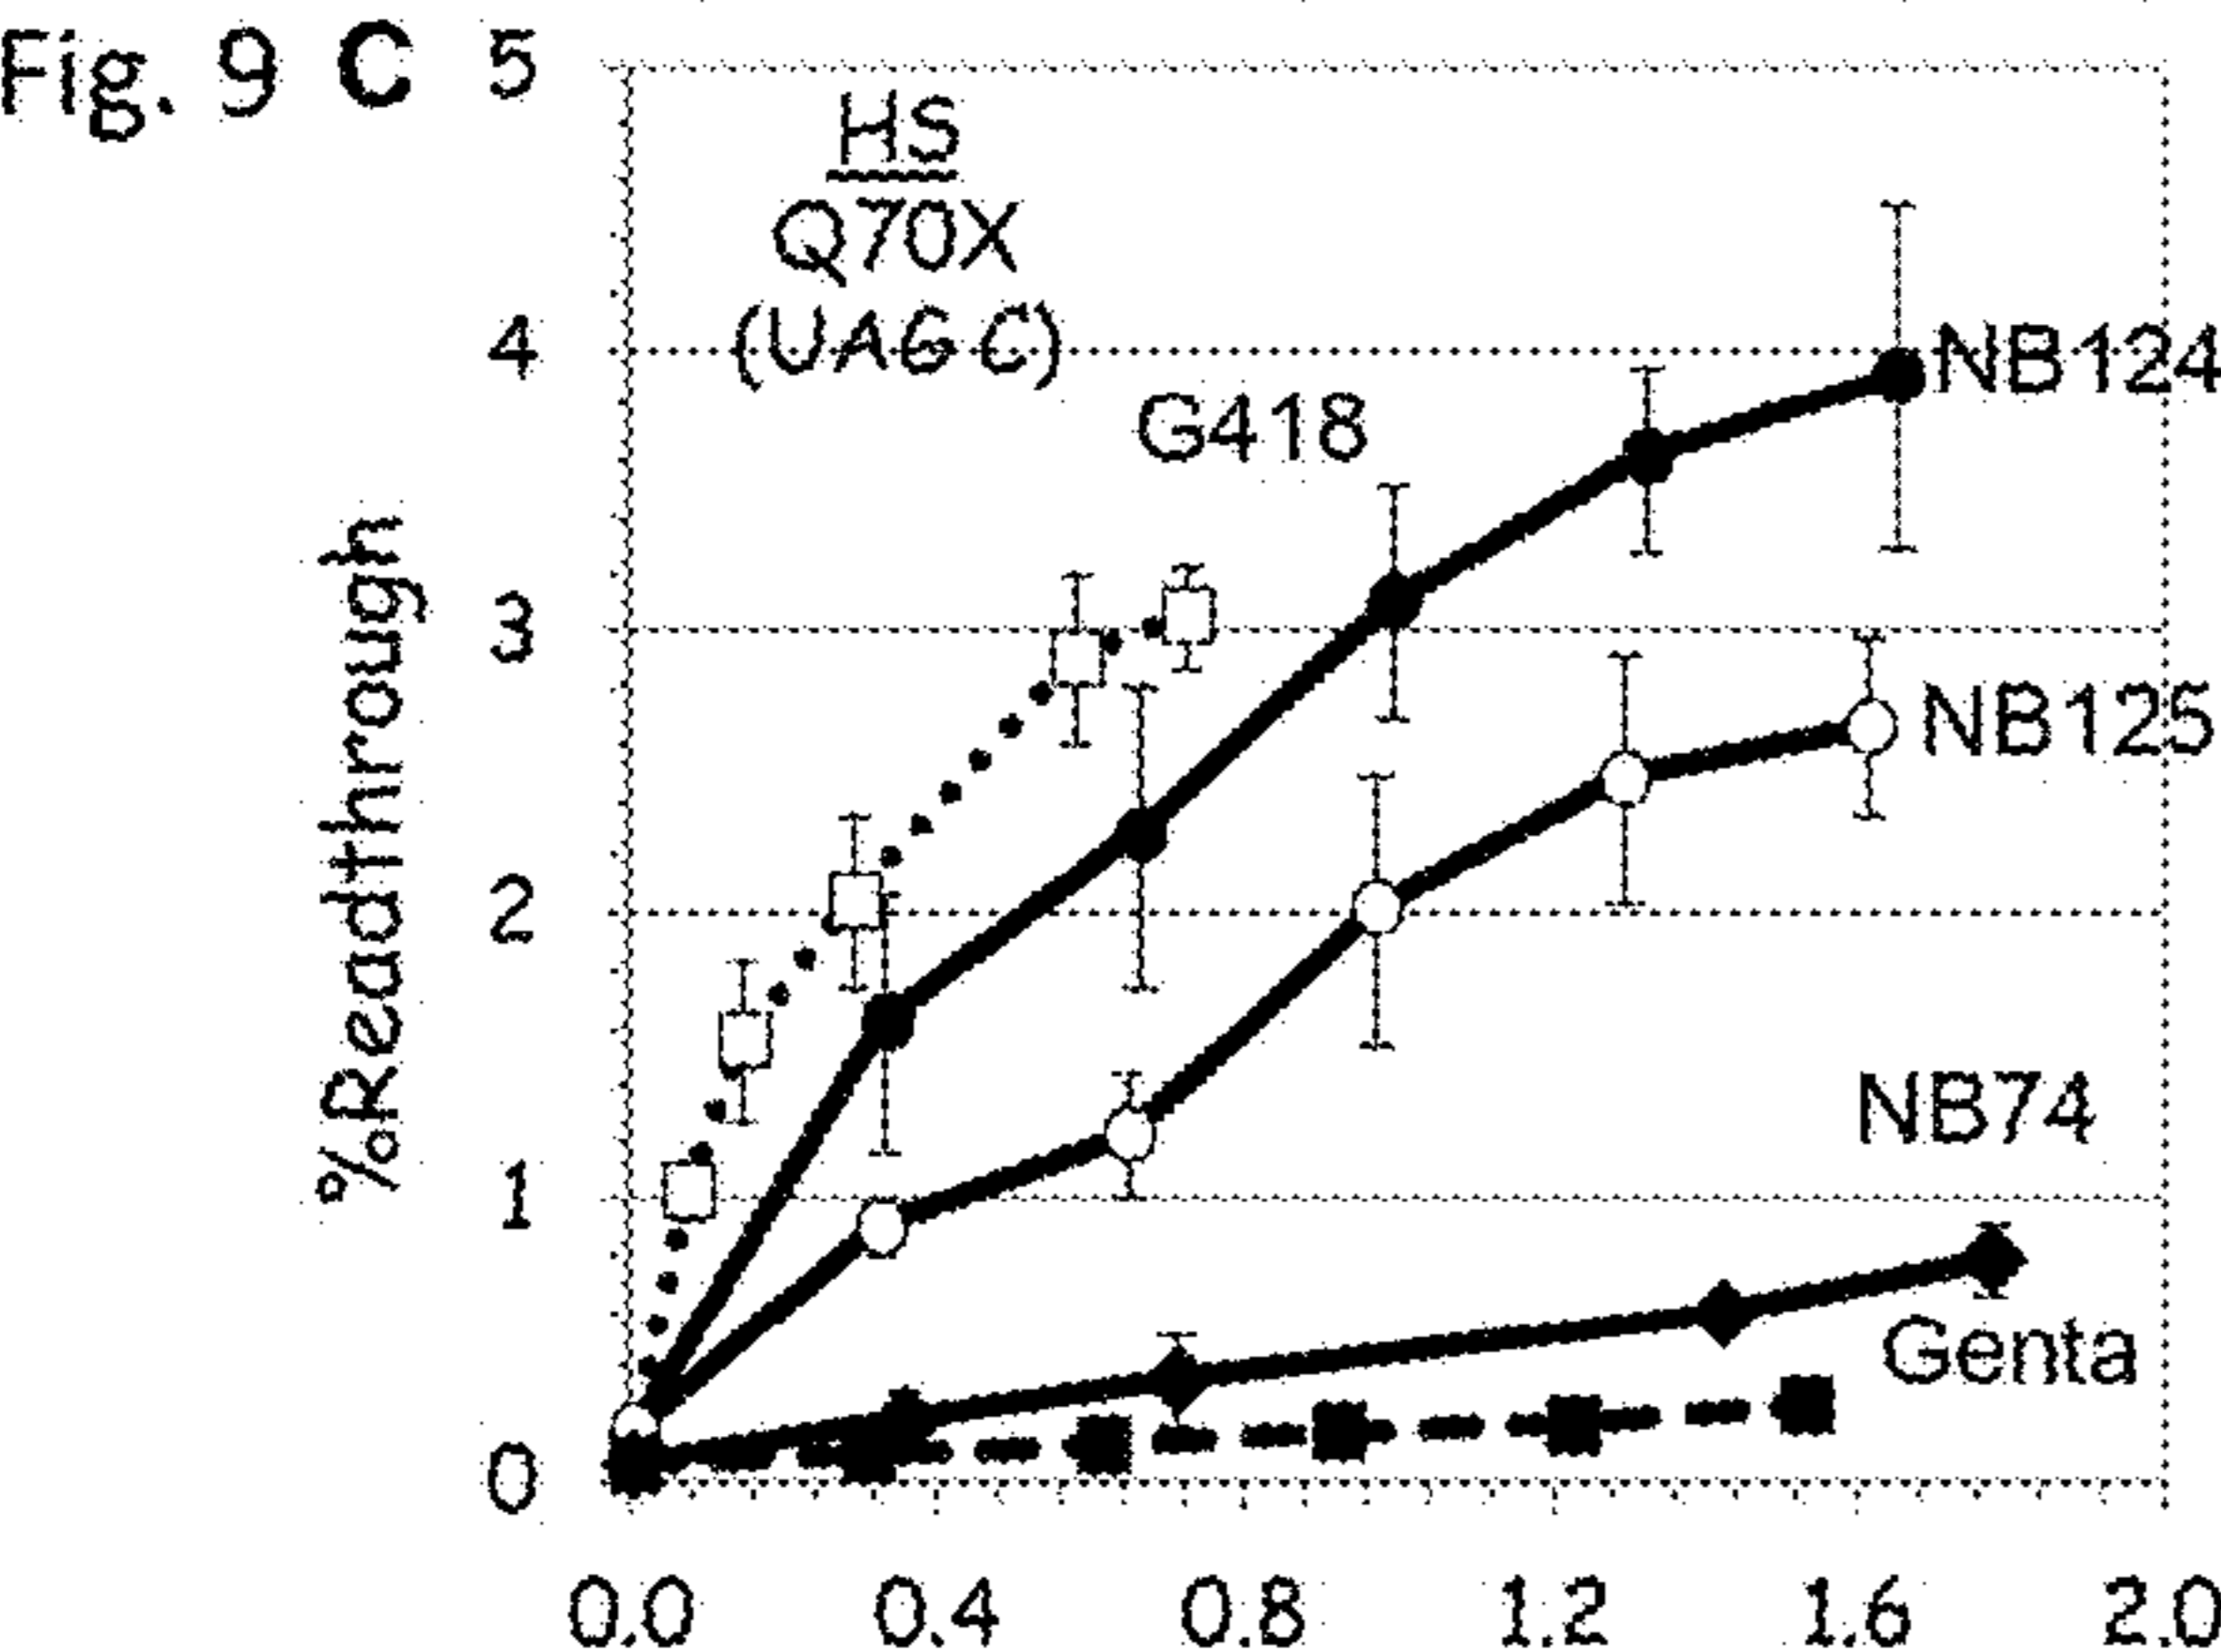 Fig. 9 C
5
HS
Q70X
(UAG C)
4
NB124
G418
%Readthrough
3
NB125
2
NB74
1
Genta
0
0.0 0.4 0.8 1.2 1.6 2.0